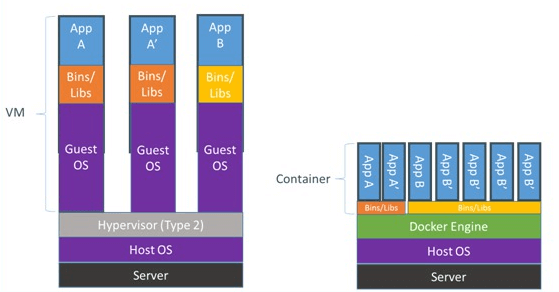 VM
App
A
App
A’
App
B
Bins/
Libs
Bins/
Libs
Bins/
Libs
Guest
OS
Guest
OS
Guest
OS
Hypervisor (Type 2)
Host OS
Server
Container
App A
App A’
App B
App B’
App B’
App B’
App B’
Bins/Libs
Bins/Libs
Docker Engine
Host OS
Server